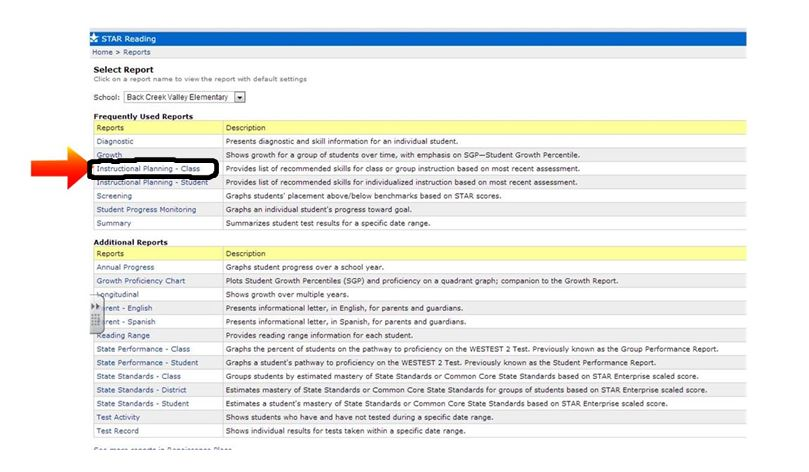 STAR Reading
Home > Reports
Select Report
Click on a report name to view the report with default settings
School: Back Creek Valley Elementary
Frequently Used Reports
Reports Description
Diagnostic Presents diagnostic and skill information for an individual student.
Growth Shows growth for a group of students over time, with emphasis on SGP—Student Growth Percentile.
Instructional Planning - Class Provides list of recommended skills for class or group instruction based on most recent assessment.
Instructional Planning - Student Provides list of recommended skills for individualized instruction based on most recent assessment.
Screening Graphs students' placement above/below benchmarks based on STAR scores.
Student Progress Monitoring Graphs an individual student's progress toward goal.
Summary Summarizes student test results for a specific date range.
Additional Reports
Reports Description
Annual Progress Graphs student progress over a school year.
Growth Proficiency Chart Plots Student Growth Percentiles (SGP) and proficiency on a quadrant graph; companion to the Growth Report.
Longitudinal Shows growth over multiple years.
Parent - English Presents informational letter, in English, for parents and guardians.
Parent - Spanish Presents informational letter, in Spanish, for parents and guardians.
Reading Range Provides reading range information for each student.
State Performance - Class Graphs the percent of students on the pathway to proficiency on the WESTEST 2 Test. Previously known as the Group Performance Report.
State Performance - Student Graphs a student's pathway to proficiency on the WESTEST 2 Test. Previously known as the Student Performance Report.
State Standards - Class Groups students by estimated mastery of State Standards or Common Core State Standards based on STAR Enterprise scaled score.
State Standards - District Estimates mastery of State Standards or Common Core State Standards for groups of students based on STAR Enterprise scaled score.
State Standards - Student Estimates a student's mastery of State Standards or Common Core State Standards based on STAR Enterprise scaled score.
Test Activity Shows students who have and have not tested during a specific date range.
Test Record Shows individual results for tests taken within a specific date range.
See more reports in Renaissance Place